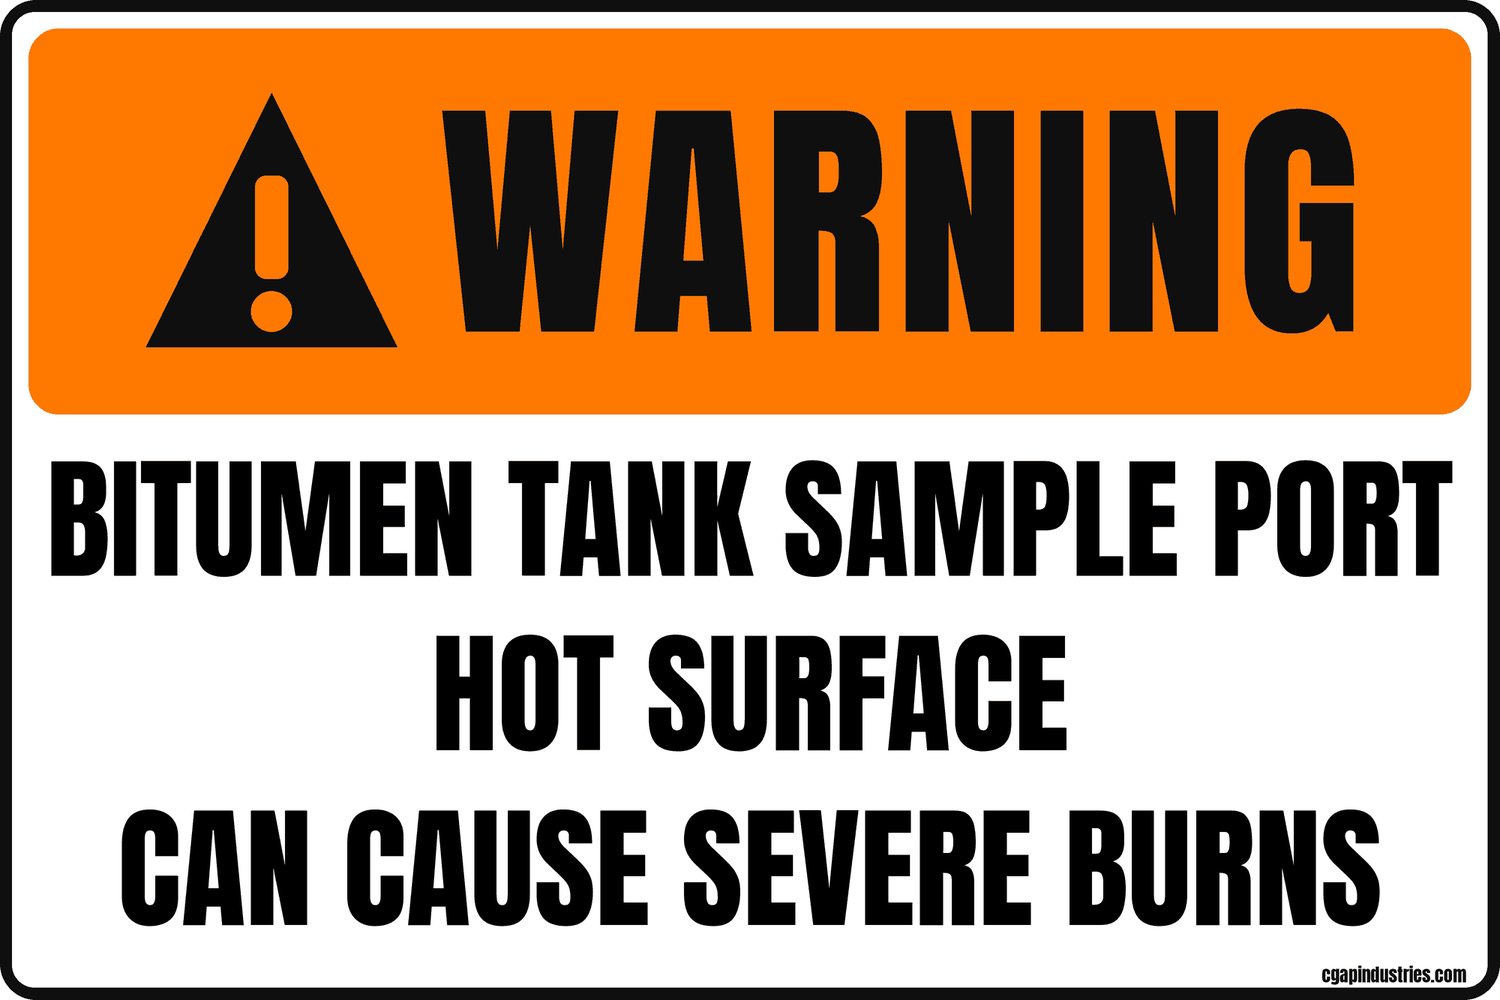 WARNING
BITUMEN TANK SAMPLE PORT
HOT SURFACE
CAN CAUSE SEVERE BURNS
cgapindustries.com